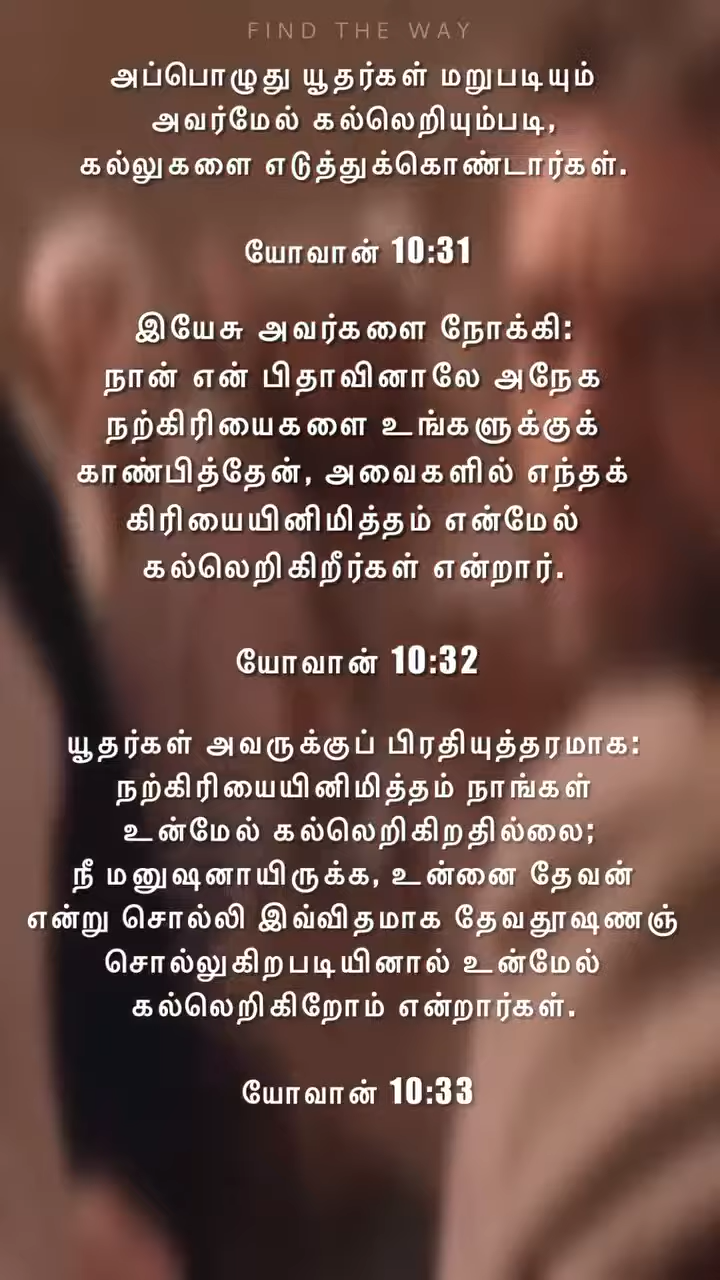 FIND THE WAY
அப்பொழுது யூதர்கள் மறுபடியும்
அவர்மேல் கல்லெறியும்படி,
கல்லுகளை எடுத்துக்கொண்டார்கள்.
யோவான் 10:31
இயேசு அவர்களை நோக்கி:
நான் என் பிதாவினாலே அநேக
நற்கிரியைகளை உங்களுக்குக்
காண்பித்தேன், அவைகளில் எந்தக்
கிரியையினிமித்தம் என்மேல்
கல்லெறிகிறீர்கள் என்றார்.
யோவான் 10:32
யூதர்கள் அவருக்குப் பிரதியுத்தரமாக:
நற்கிரியையினிமித்தம் நாங்கள்
உன்மேல் கல்லெறிகிறதில்லை;
நீ மனுஷனாயிருக்க, உன்னை தேவன்
என்று சொல்லி இவ்விதமாக தேவதூஷணஞ்
சொல்லுகிறபடியினால் உன்மேல்
கல்லெறிகிறோம் என்றார்கள்.
யோவான் 10:33